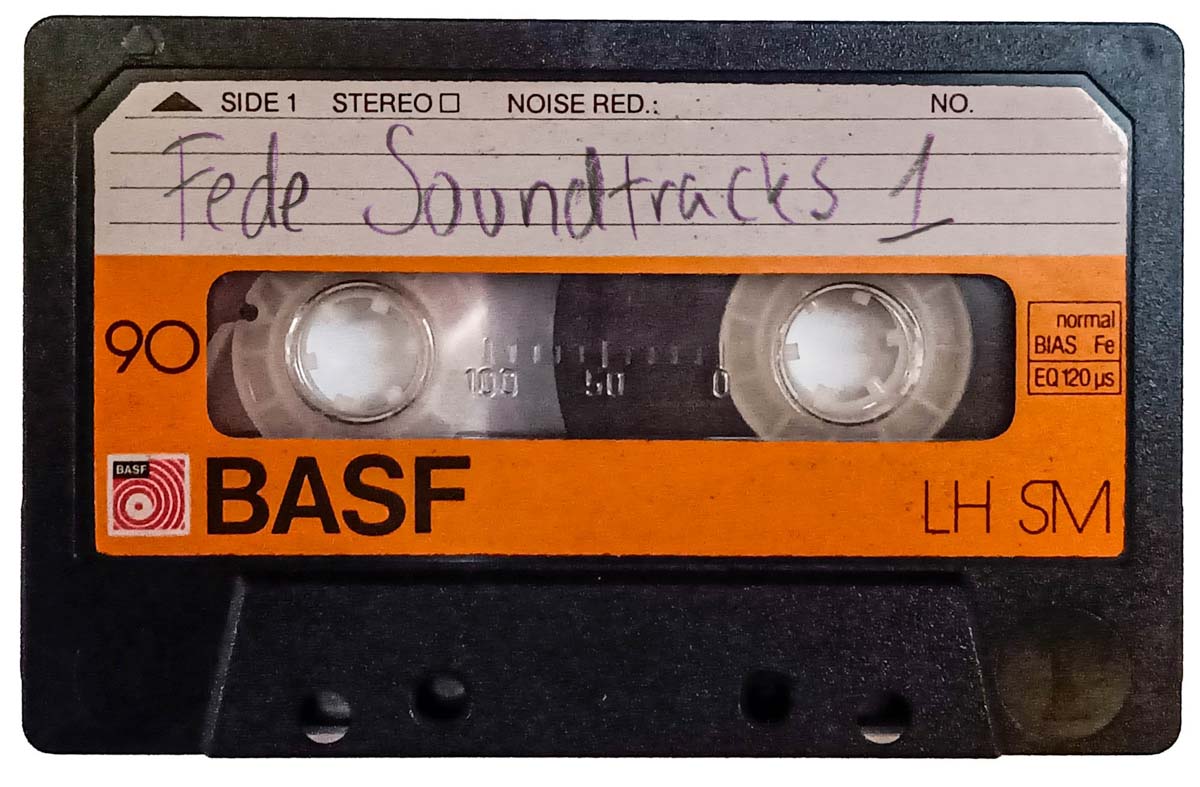 SIDE 1 STEREO NOISE RED.: NO.
Fede Soundtracks 1
90
100 50 0
normal
BIAS Fe
EQ 120 µs
BASF
BASF
LH SM
1